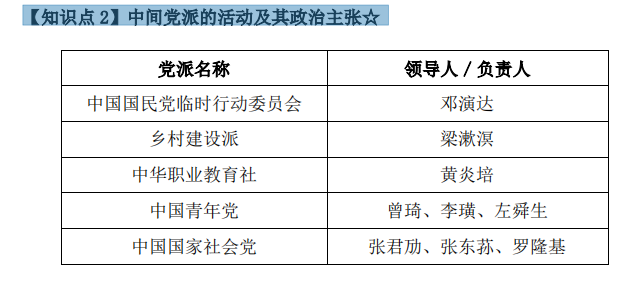 【知识点 2】中间党派的活动及其政治主张☆
党派名称 领导人／负责人
中国国民党临时行动委员会 邓演达
乡村建设派 梁漱溟
中华职业教育社 黄炎培
中国青年党 曾琦、李璜、左舜生
中国国家社会党 张君劢、张东荪、罗隆基